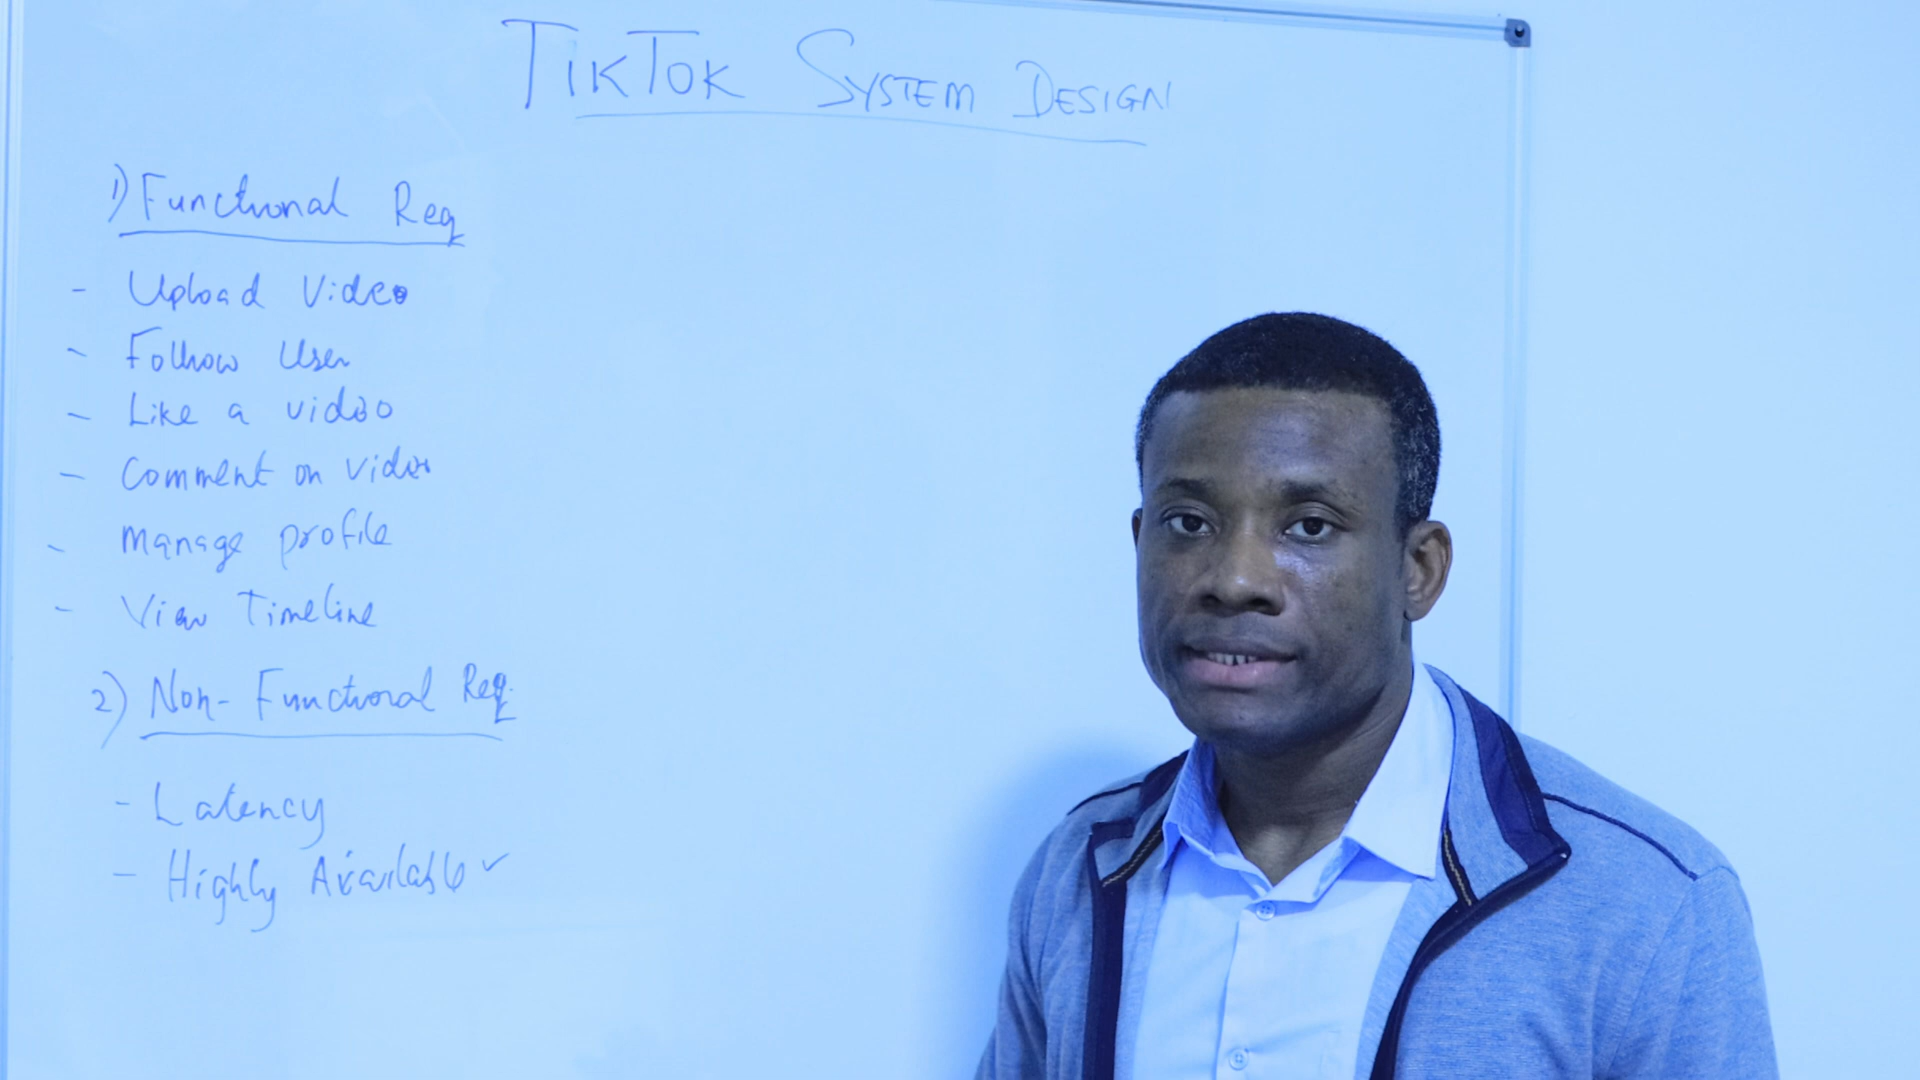 TIKTOK SYSTEM DESIGN
1) Functional Req
- Upload Video
- Follow User
- Like a video
- Comment on video
- manage profile
- View Timeline
2) Non-Functional Req.
- Latency
- Highly Available ✓